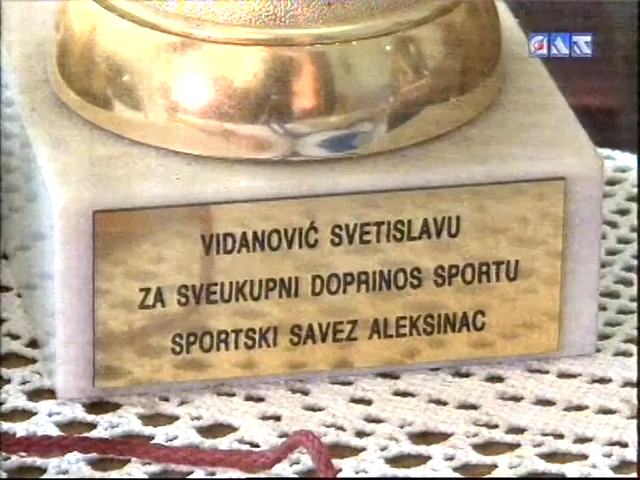 VIDANOVIĆ SVETISLAVU
ZA SVEUKUPNI DOPRINOS SPORTU
SPORTSKI SAVEZ ALEKSINAC